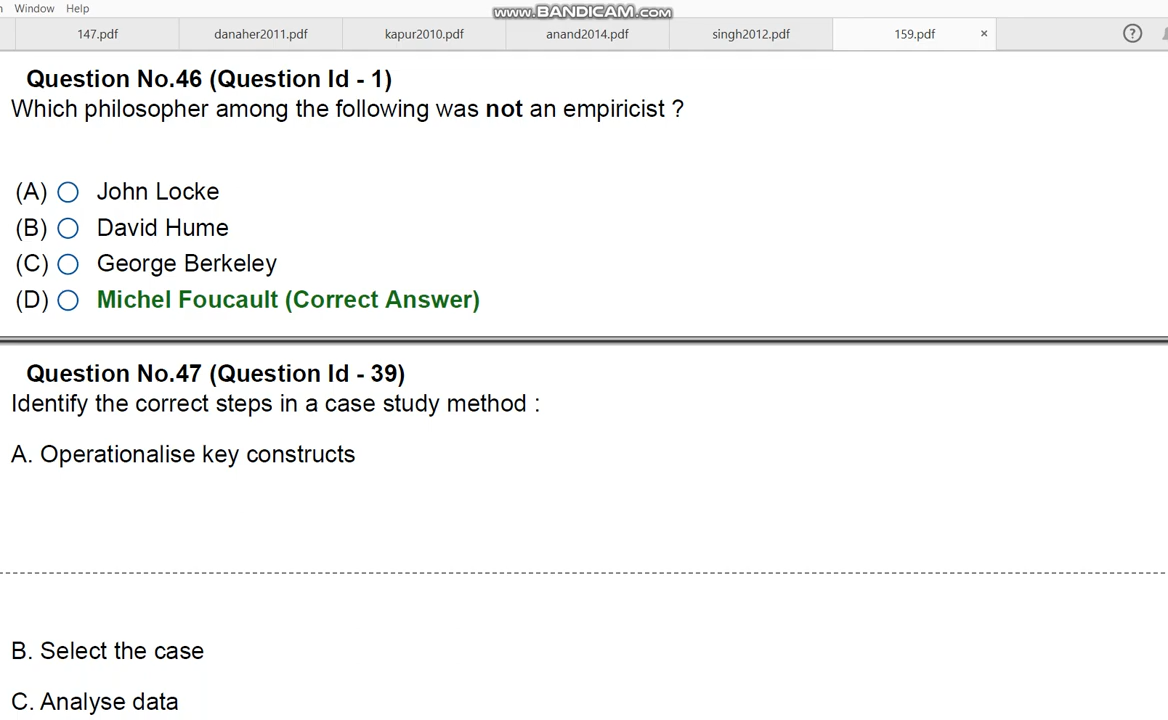 Window Help
www.BANDICAM.com
147.pdf danaher2011.pdf kapur2010.pdf anand2014.pdf singh2012.pdf 159.pdf × ?
Question No.46 (Question Id - 1)
Which philosopher among the following was not an empiricist ?
(A) John Locke
(B) David Hume
(C) George Berkeley
(D) Michel Foucault (Correct Answer)
Question No.47 (Question Id - 39)
Identify the correct steps in a case study method :
A. Operationalise key constructs
B. Select the case
C. Analyse data